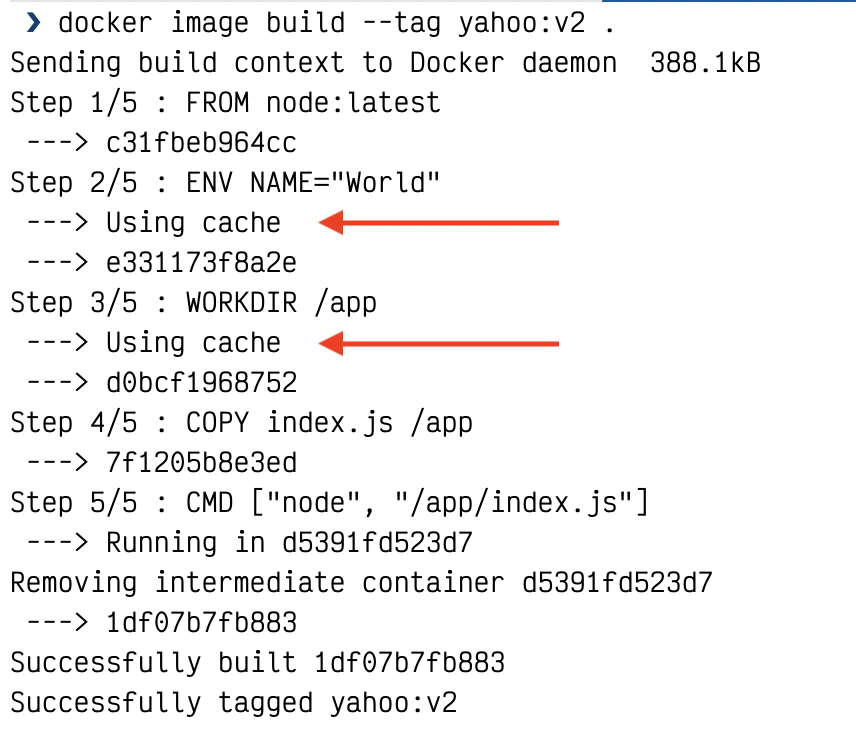 ❯ docker image build --tag yahoo:v2 .
Sending build context to Docker daemon  388.1kB
Step 1/5 : FROM node:latest
 ---> c31fbeb964cc
Step 2/5 : ENV NAME="World"
 ---> Using cache
 ---> e331173f8a2e
Step 3/5 : WORKDIR /app
 ---> Using cache
 ---> d0bcf1968752
Step 4/5 : COPY index.js /app
 ---> 7f1205b8e3ed
Step 5/5 : CMD ["node", "/app/index.js"]
 ---> Running in d5391fd523d7
Removing intermediate container d5391fd523d7
 ---> 1df07b7fb883
Successfully built 1df07b7fb883
Successfully tagged yahoo:v2